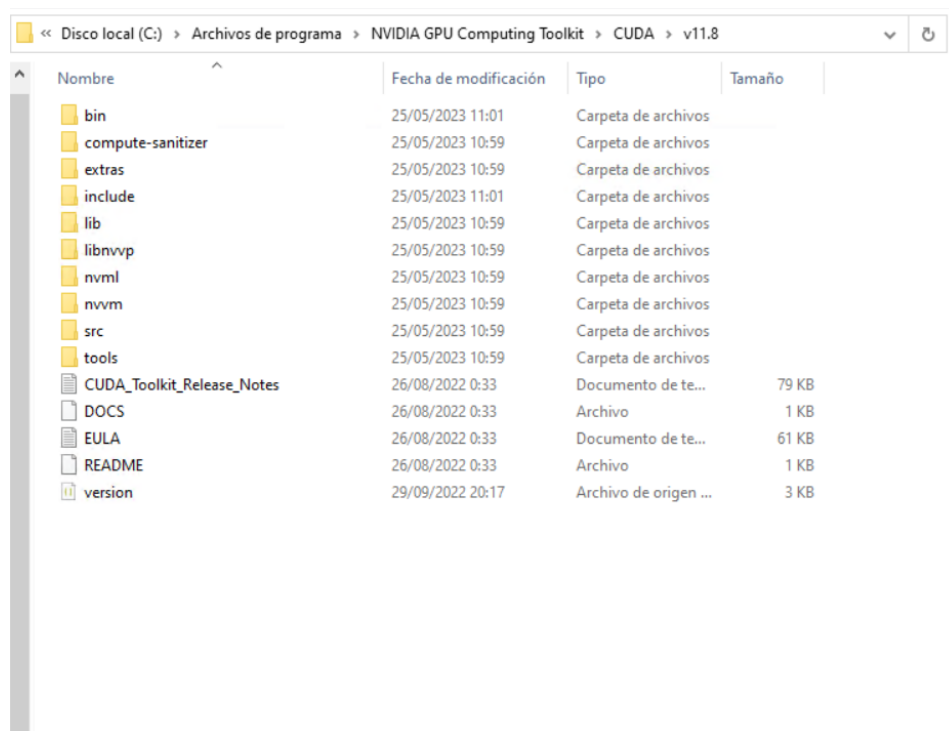 « Disco local (C:) › Archivos de programa › NVIDIA GPU Computing Toolkit › CUDA › v11.8
Nombre Fecha de modificación Tipo Tamaño
bin 25/05/2023 11:01 Carpeta de archivos
compute-sanitizer 25/05/2023 10:59 Carpeta de archivos
extras 25/05/2023 10:59 Carpeta de archivos
include 25/05/2023 11:01 Carpeta de archivos
lib 25/05/2023 10:59 Carpeta de archivos
libnvvp 25/05/2023 10:59 Carpeta de archivos
nvml 25/05/2023 10:59 Carpeta de archivos
nvvm 25/05/2023 10:59 Carpeta de archivos
src 25/05/2023 10:59 Carpeta de archivos
tools 25/05/2023 10:59 Carpeta de archivos
CUDA_Toolkit_Release_Notes 26/08/2022 0:33 Documento de te... 79 KB
DOCS 26/08/2022 0:33 Archivo 1 KB
EULA 26/08/2022 0:33 Documento de te... 61 KB
README 26/08/2022 0:33 Archivo 1 KB
version 29/09/2022 20:17 Archivo de origen ... 3 KB